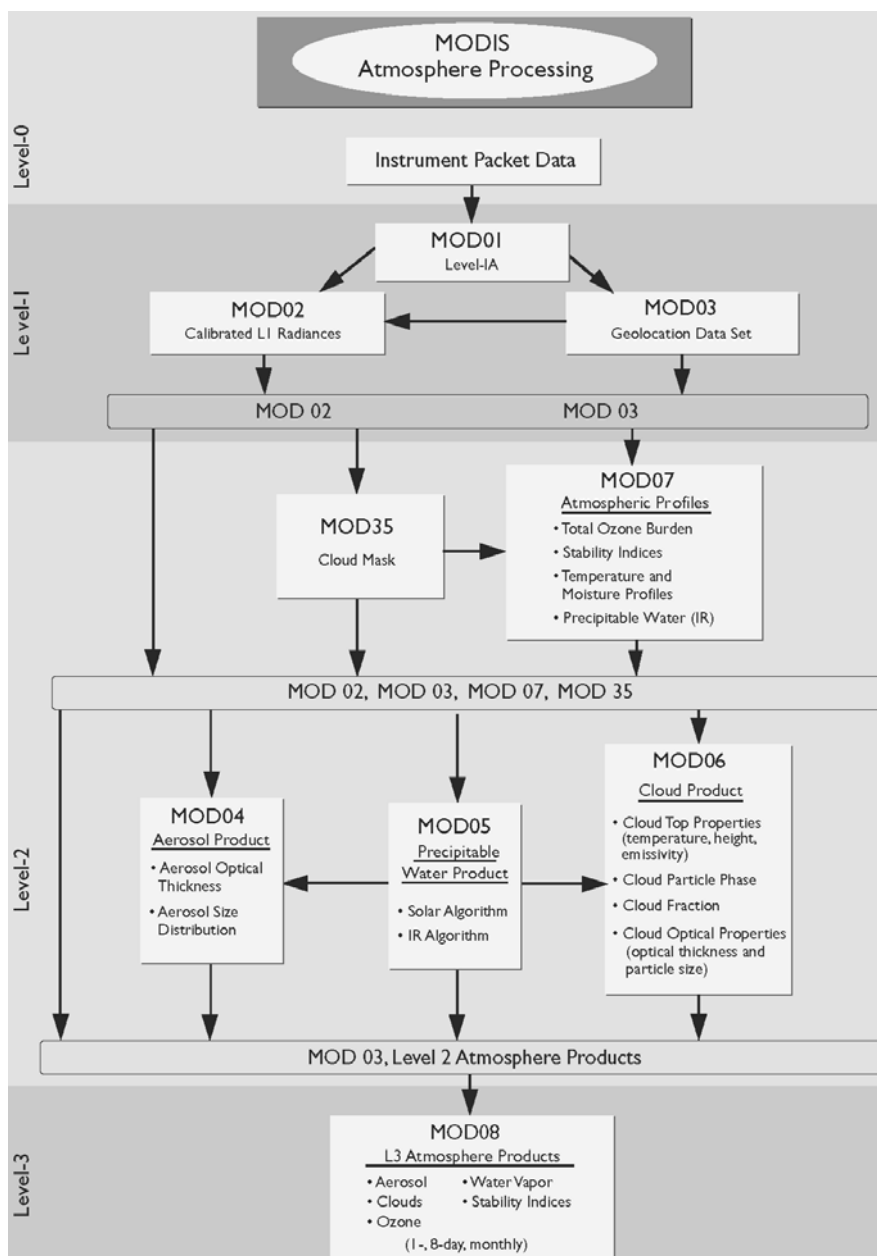 MODIS
Atmosphere Processing
Level-0
Instrument Packet Data
Level-1
MOD01
Level-1A
MOD02
Calibrated L1 Radiances
MOD03
Geolocation Data Set
MOD 02
MOD 03
Level-2
MOD35
Cloud Mask
MOD07
Atmospheric Profiles
• Total Ozone Burden
• Stability Indices
• Temperature and
Moisture Profiles
• Precipitable Water (IR)
MOD 02, MOD 03, MOD 07, MOD 35
MOD04
Aerosol Product
• Aerosol Optical
Thickness
• Aerosol Size
Distribution
MOD05
Precipitable
Water Product
• Solar Algorithm
• IR Algorithm
MOD06
Cloud Product
• Cloud Top Properties
(temperature, height,
emissivity)
• Cloud Particle Phase
• Cloud Fraction
• Cloud Optical Properties
(optical thickness and
particle size)
MOD 03, Level 2 Atmosphere Products
Level-3
MOD08
L3 Atmosphere Products
• Aerosol • Water Vapor
• Clouds • Stability Indices
• Ozone
(1-, 8-day, monthly)